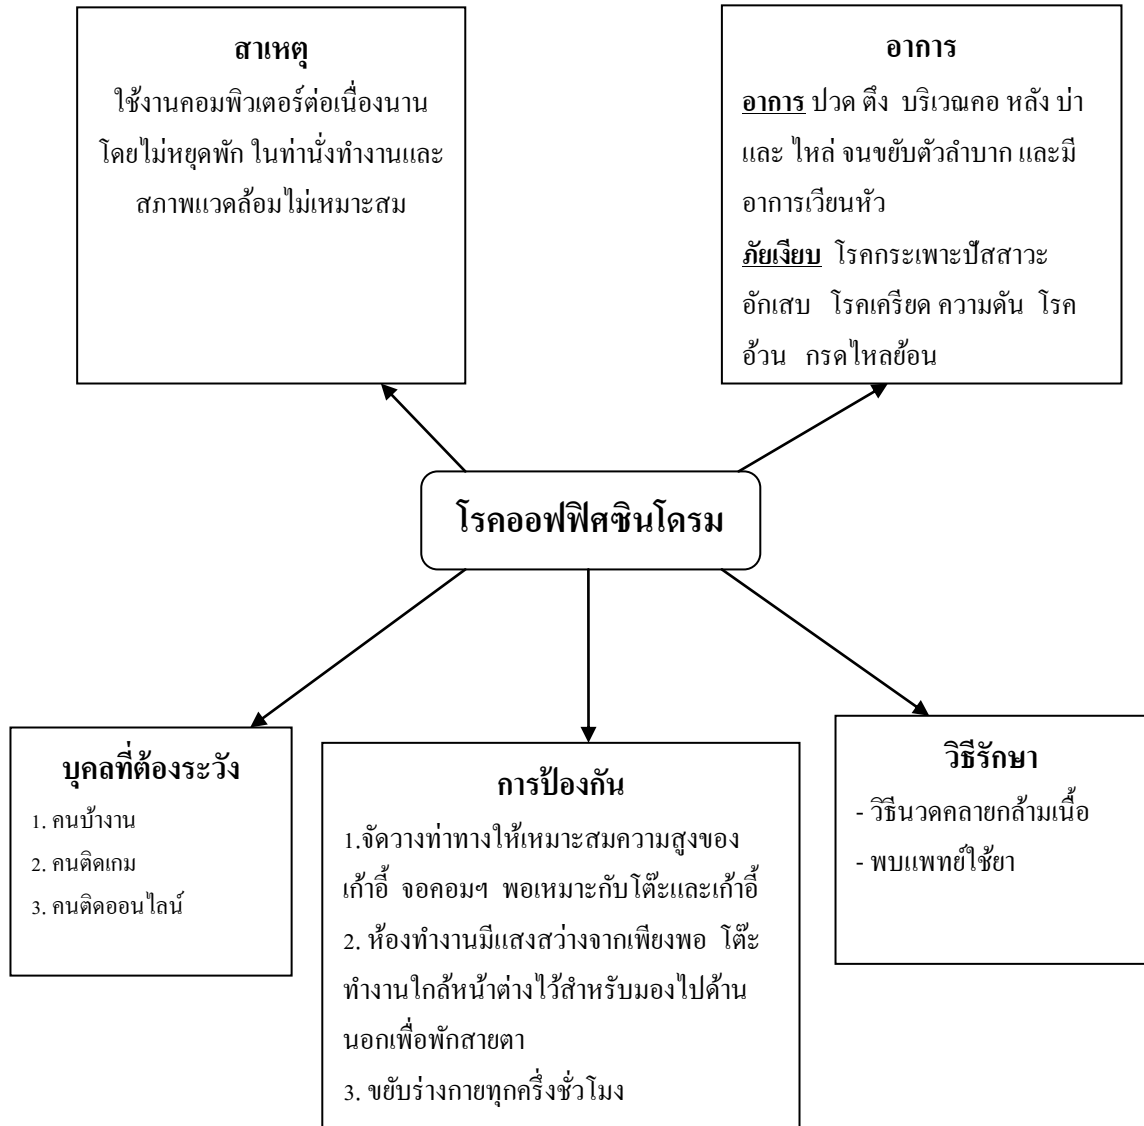 สาเหตุ
ใช้งานคอมพิวเตอร์ต่อเนื่องนาน
โดยไม่หยุดพัก ในท่านั่งทำงานและ
สภาพแวดล้อมไม่เหมาะสม
อาการ
อาการ ปวด ตึง บริเวณคอ หลัง บ่า
และ ไหล่ จนขยับตัวลำบาก และมี
อาการเวียนหัว
ภัยเงียบ โรคกระเพาะปัสสาวะ
อักเสบ โรคเครียด ความดัน โรค
อ้วน กรดไหลย้อน
โรคออฟฟิศซินโดรม
บุคลที่ต้องระวัง
1. คนบ้างาน
2. คนติดเกม
3. คนติดออนไลน์
การป้องกัน
1.จัดวางท่าทางให้เหมาะสมความสูงของ
เก้าอี้ จอคอมฯ พอเหมาะกับโต๊ะและเก้าอี้
2. ห้องทำงานมีแสงสว่างจากเพียงพอ โต๊ะ
ทำงานใกล้หน้าต่างไว้สำหรับมองไปด้าน
นอกเพื่อพักสายตา
3. ขยับร่างกายทุกครึ่งชั่วโมง
วิธีรักษา
- วิธีนวดคลายกล้ามเนื้อ
- พบแพทย์ใช้ยา